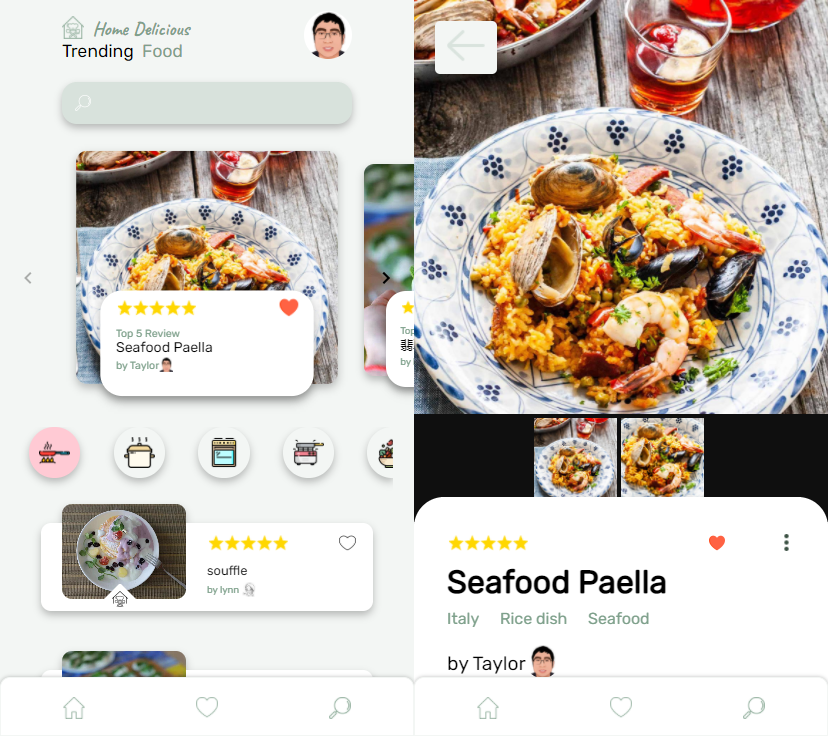 Home Delicious
Trending Food
Top 5 Review
Seafood Paella
by Taylor
Top
by
souffle
by lynn
Seafood Paella
Italy Rice dish Seafood
by Taylor